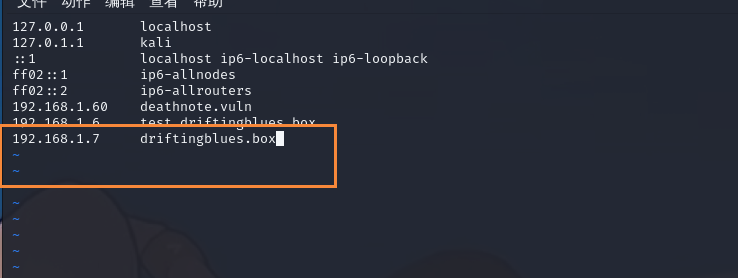 文件 动作 编辑 查看 帮助
127.0.0.1 localhost
127.0.1.1 kali
::1 localhost ip6-localhost ip6-loopback
ff02::1 ip6-allnodes
ff02::2 ip6-allrouters
192.168.1.60 deathnote.vuln
192.168.1.6 test.driftingblues.box
192.168.1.7 driftingblues.box
~
~
~
~
~
~
~